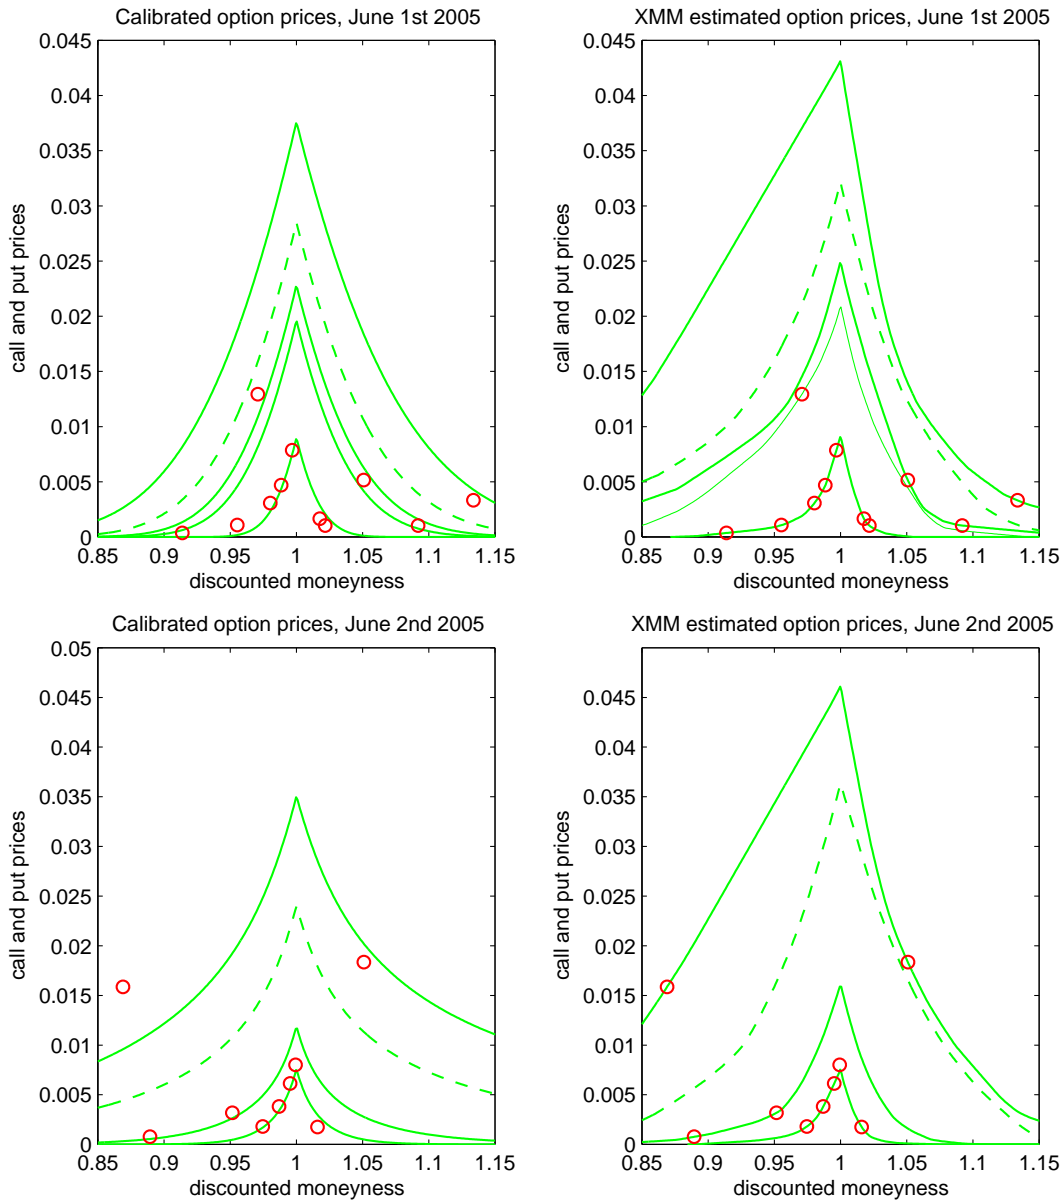 Calibrated option prices, June 1st 2005
0.045
0.04
0.035
0.03
0.025
0.02
0.015
0.01
0.005
0
call and put prices
0.85 0.9 0.95 1 1.05 1.1 1.15
discounted moneyness
XMM estimated option prices, June 1st 2005
0.045
0.04
0.035
0.03
0.025
0.02
0.015
0.01
0.005
0
call and put prices
0.85 0.9 0.95 1 1.05 1.1 1.15
discounted moneyness
Calibrated option prices, June 2nd 2005
0.05
0.045
0.04
0.035
0.03
0.025
0.02
0.015
0.01
0.005
0
call and put prices
0.85 0.9 0.95 1 1.05 1.1 1.15
discounted moneyness
XMM estimated option prices, June 2nd 2005
0.045
0.04
0.035
0.03
0.025
0.02
0.015
0.01
0.005
0
call and put prices
0.85 0.9 0.95 1 1.05 1.1 1.15
discounted moneyness